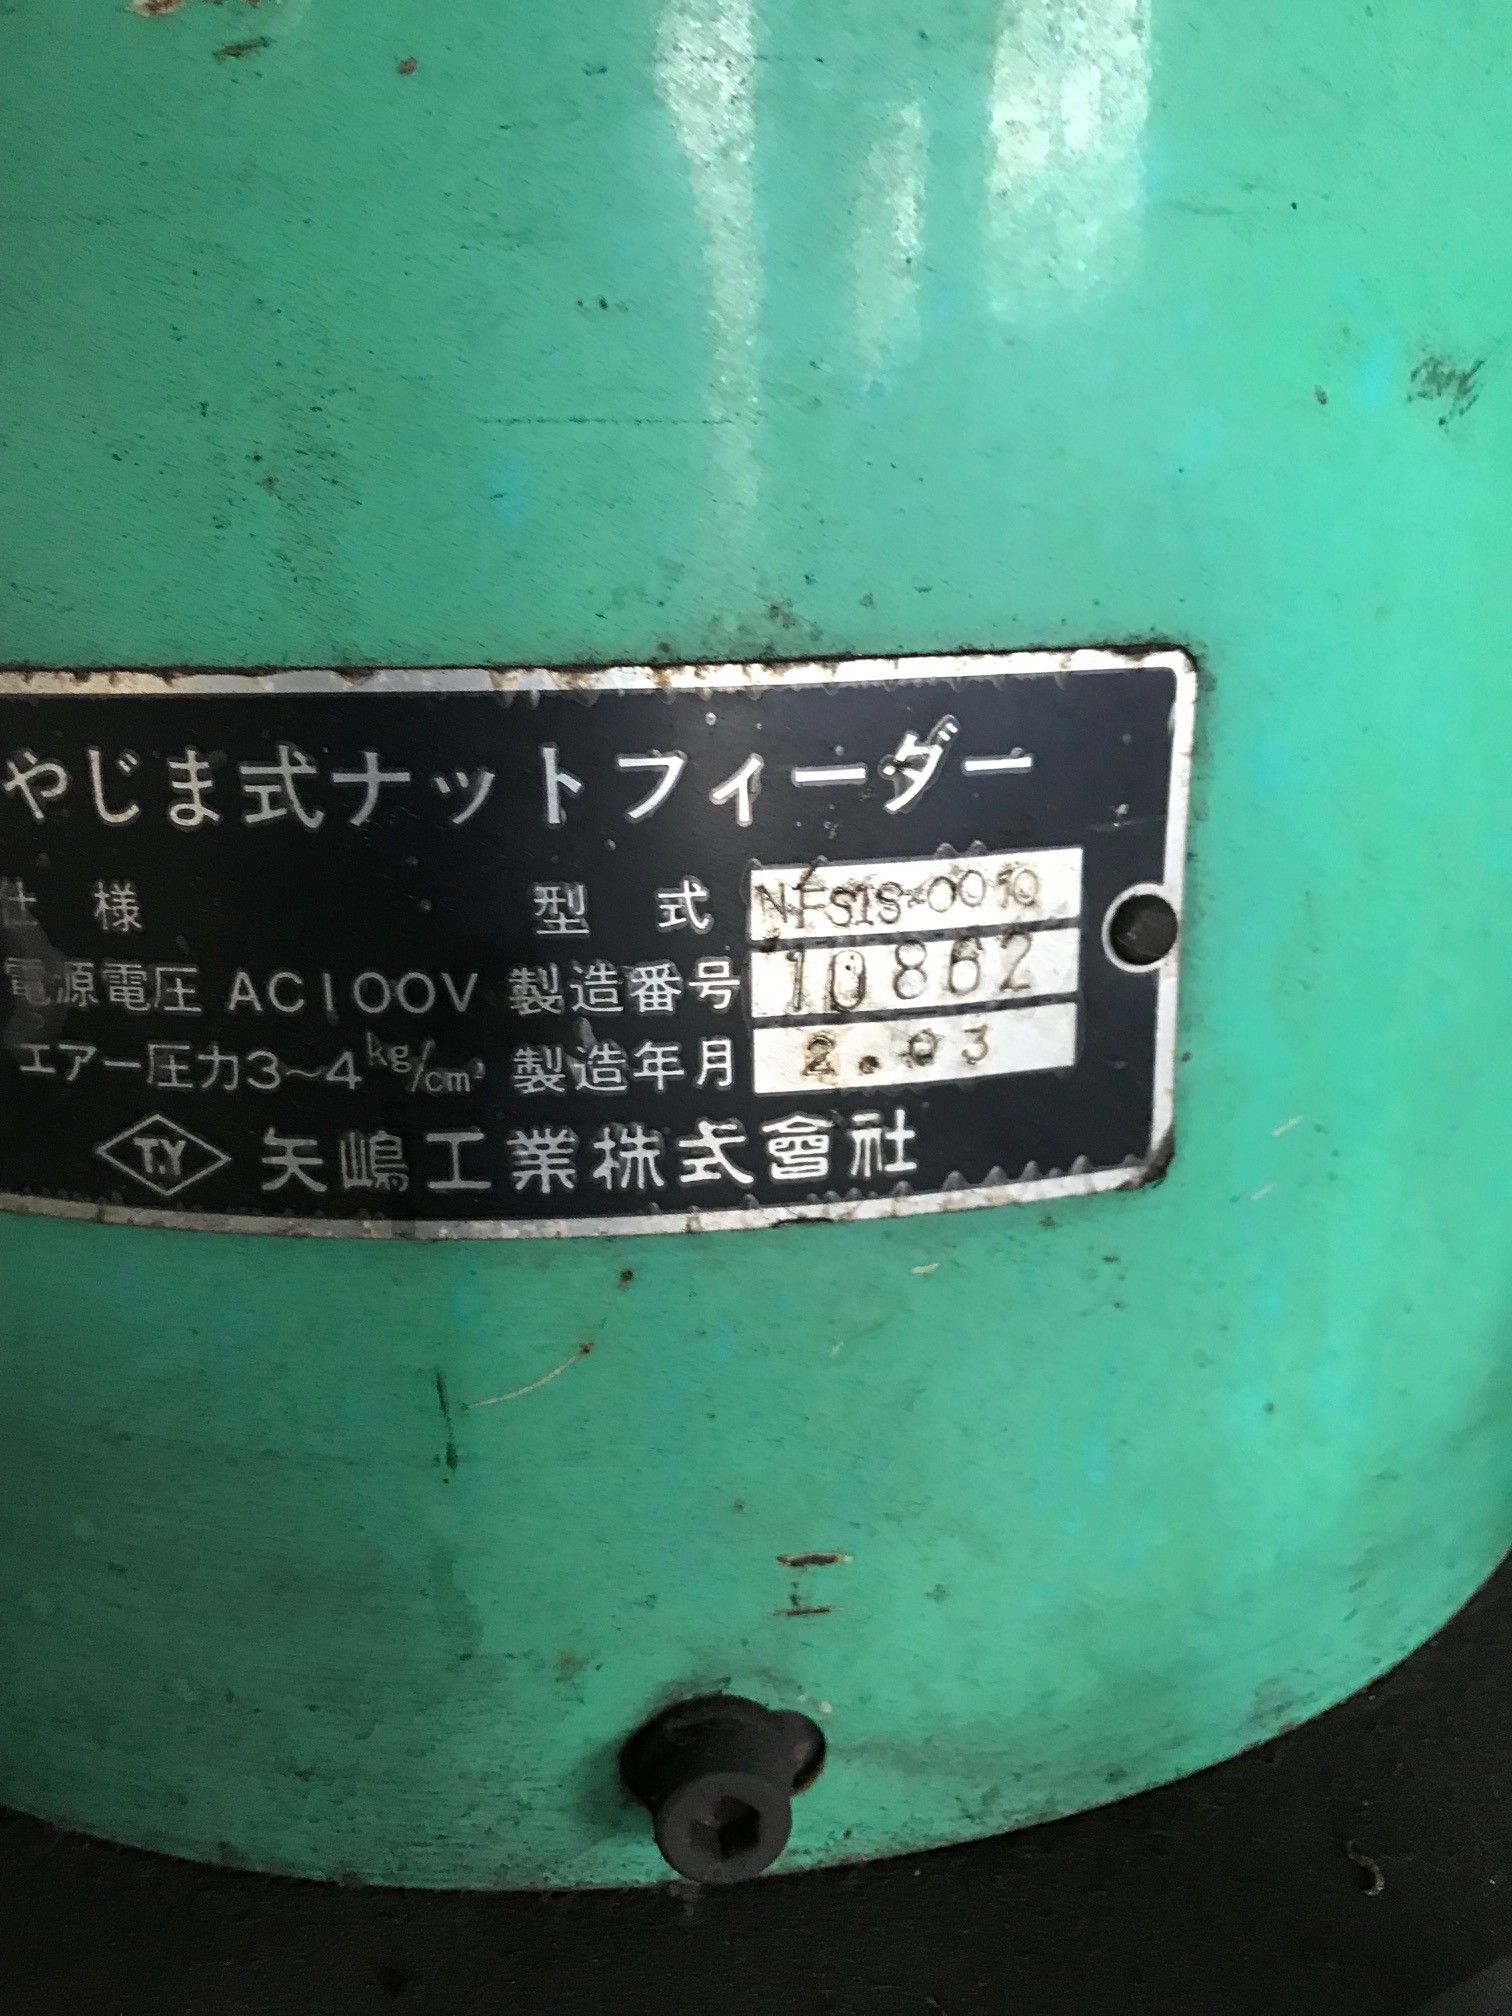 やじま式ナットフィーダー
仕様 型式 NFS1S-0010
電源電圧 AC100V 製造番号 10862
エアー圧力3~4kg/cm² 製造年月 2.03
T.Y 矢嶋工業株式會社